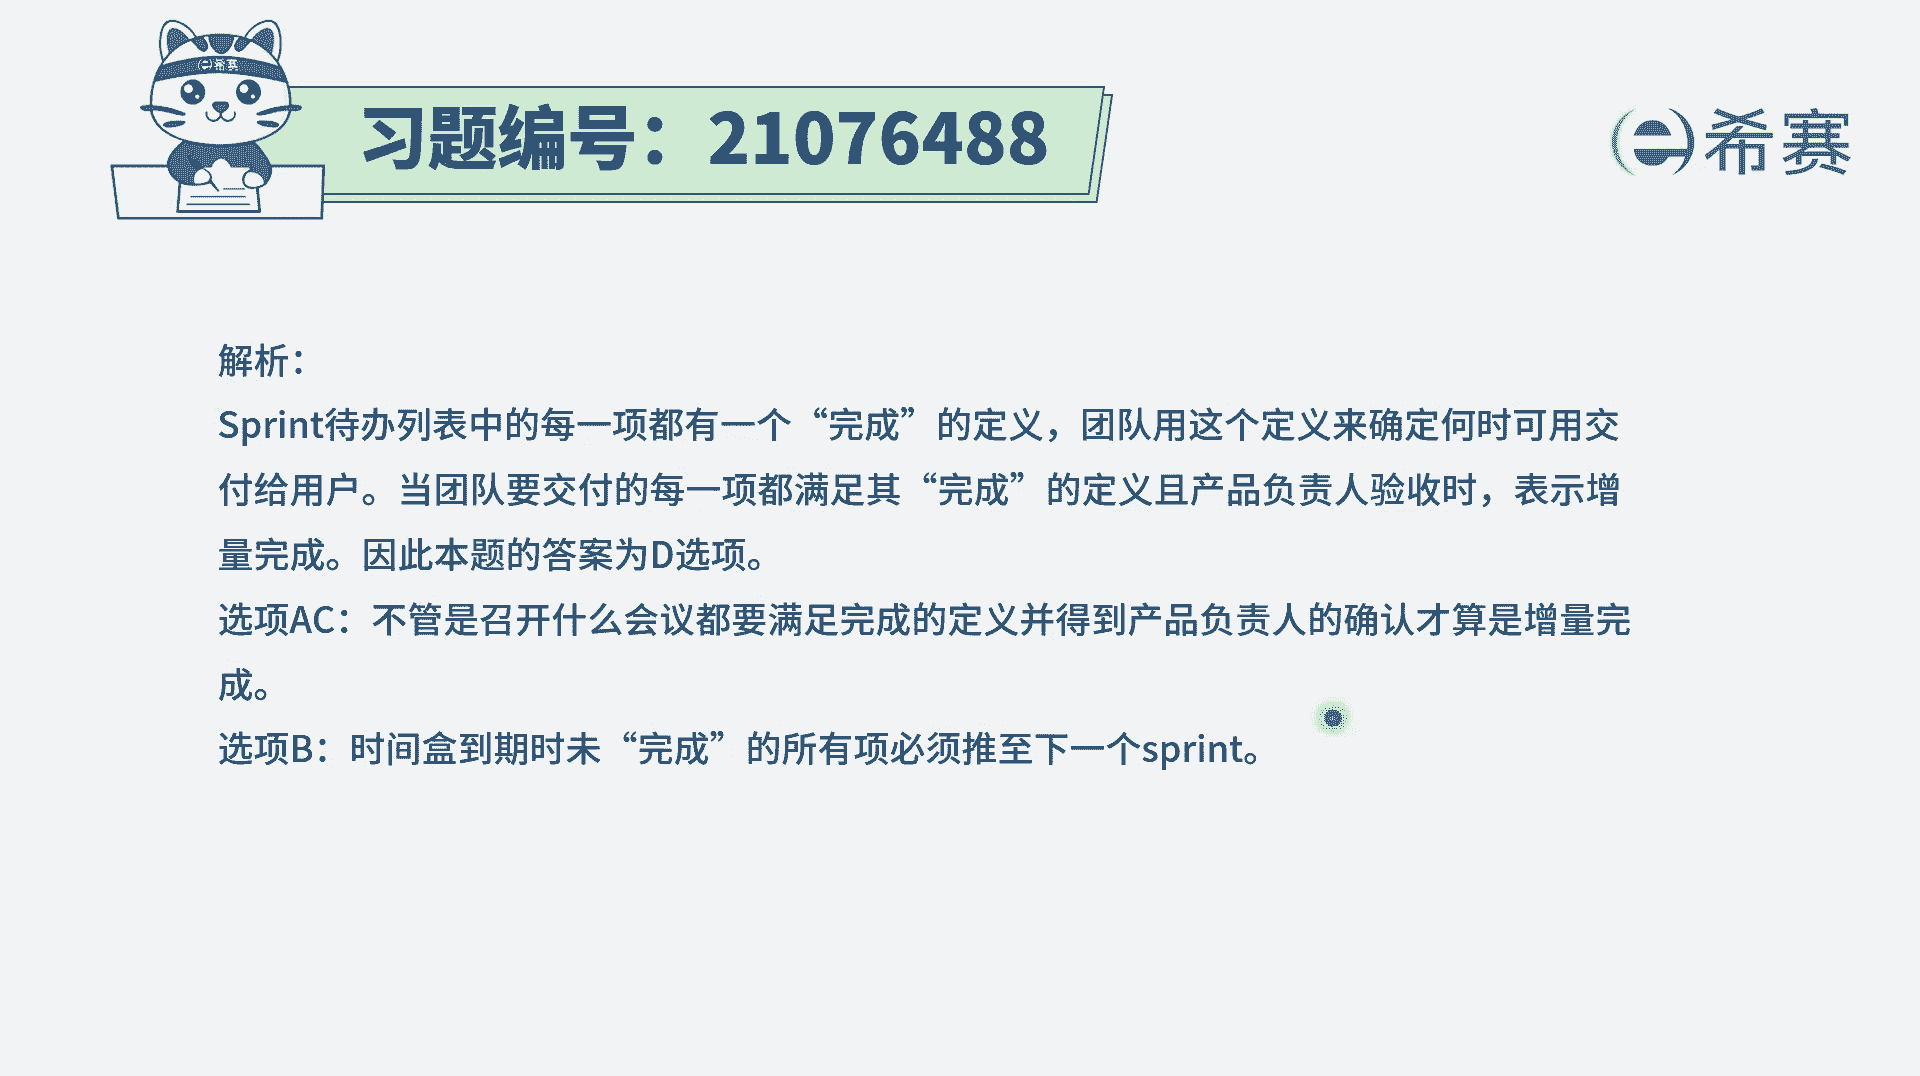 希赛
习题编号：21076488
希赛
解析：
Sprint待办列表中的每一项都有一个“完成”的定义，团队用这个定义来确定何时可用交
付给用户。当团队要交付的每一项都满足其“完成”的定义且产品负责人验收时，表示增
量完成。因此本题的答案为D选项。
选项AC：不管是召开什么会议都要满足完成的定义并得到产品负责人的确认才算是增量完
成。
选项B：时间盒到期时未“完成”的所有项必须推至下一个sprint。